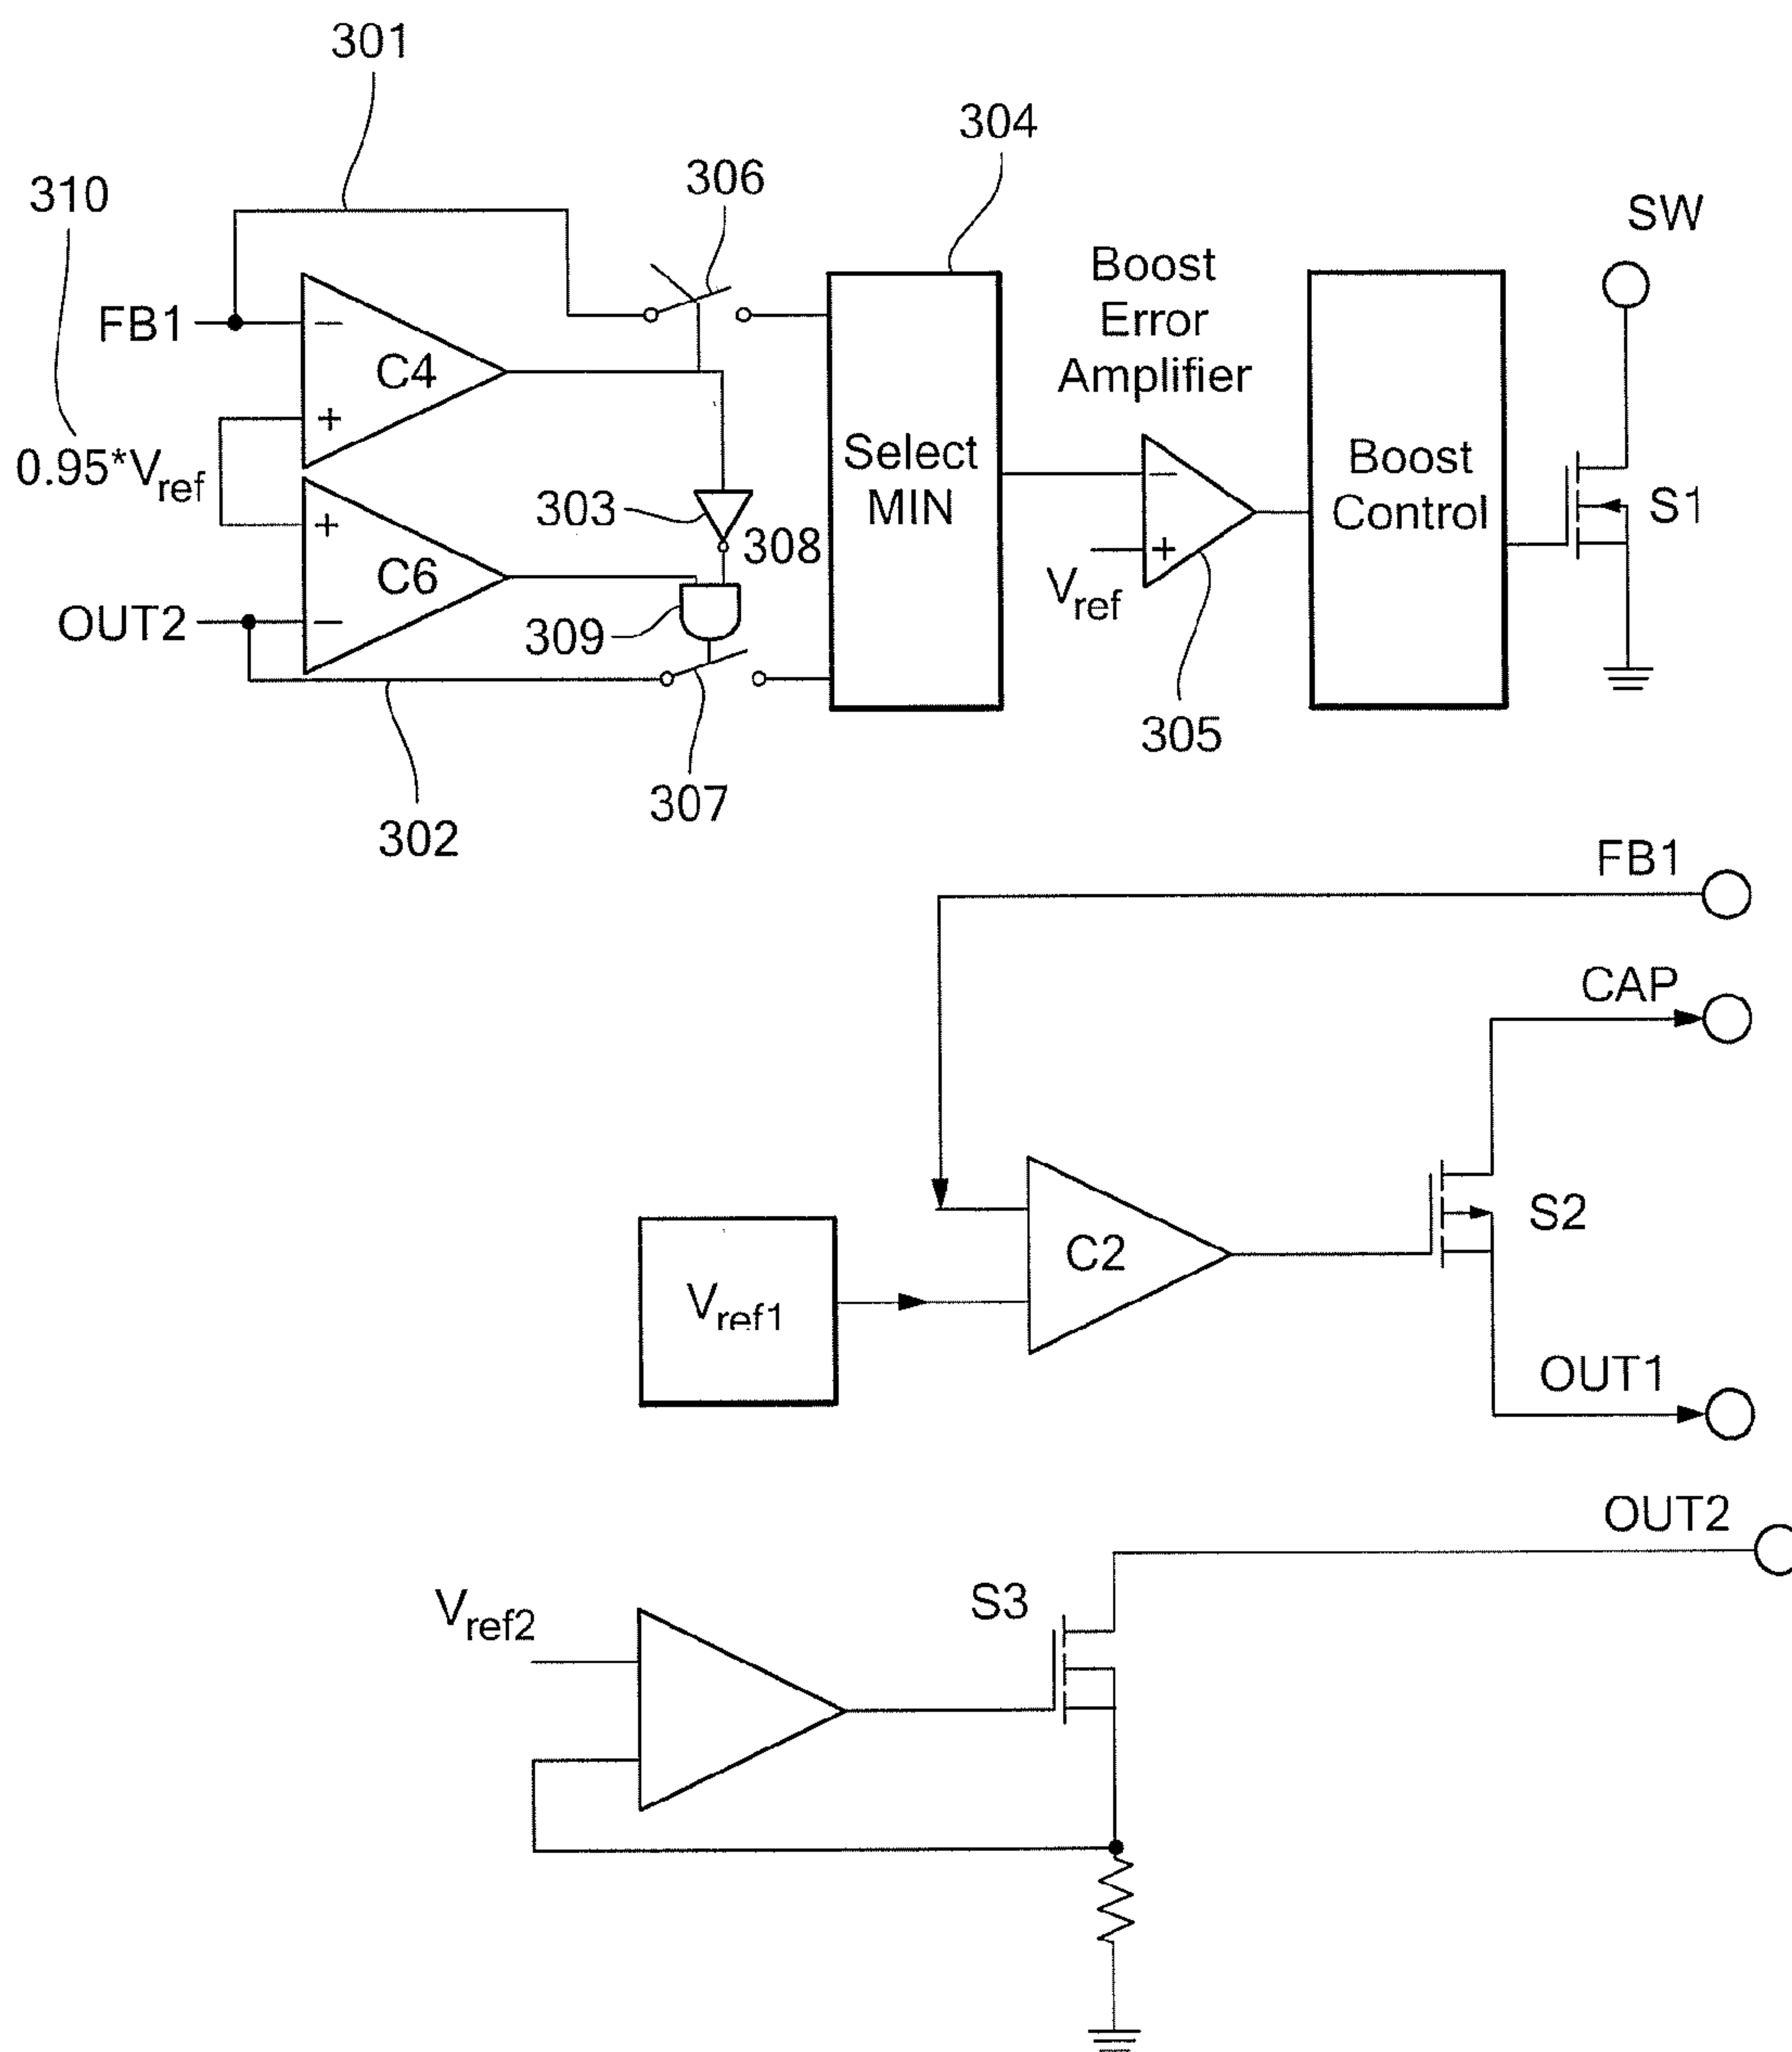 301
304
306
310
SW
Boost
Error
Amplifier
FB1
−
C4
+
0.95*Vref
Select
MIN
−
Boost
Control
S1
303
308
+
+
Vref
C6
OUT2
−
309
305
307
302
FB1
CAP
S2
C2
Vref1
OUT1
OUT2
S3
Vref2